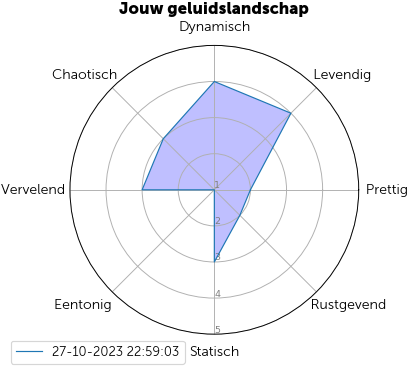 Jouw geluidslandschap
Dynamisch
Chaotisch
Levendig
Vervelend
1
Prettig
2
3
4
Eentonig
Rustgevend
5
27-10-2023 22:59:03
Statisch